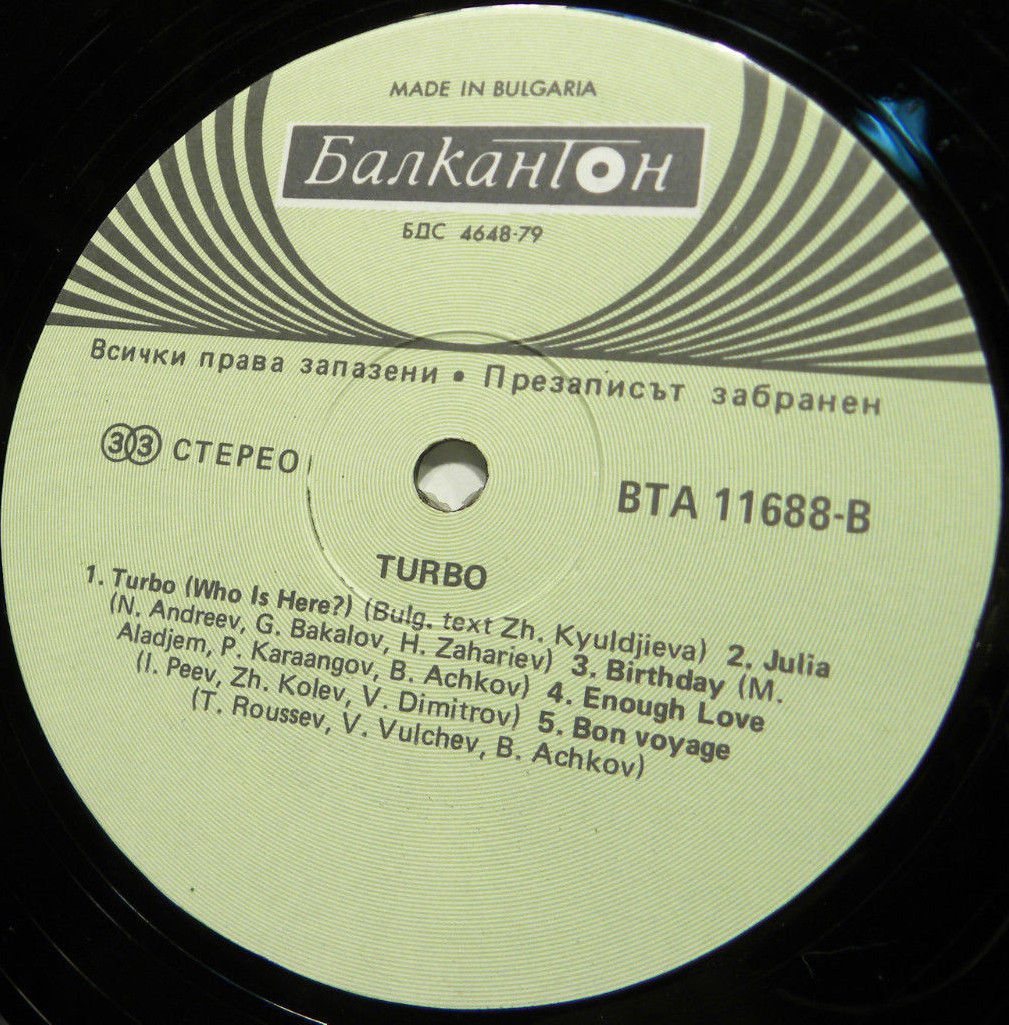 MADE IN BULGARIA
Балкантон
БДС 4648-79
Всички права запазени • Презаписът забранен
33 СТЕРЕО
ВТА 11688-В
TURBO
1. Turbo (Who Is Here?) (Bulg. text Zh. Kyuldjieva) 2. Julia
(N. Andreev, G. Bakalov, H. Zahariev) 3. Birthday (M.
Aladjem, P. Karaangov, B. Achkov) 4. Enough Love
(I. Peev, Zh. Kolev, V. Dimitrov) 5. Bon voyage
(T. Roussev, V. Vulchev, B. Achkov)